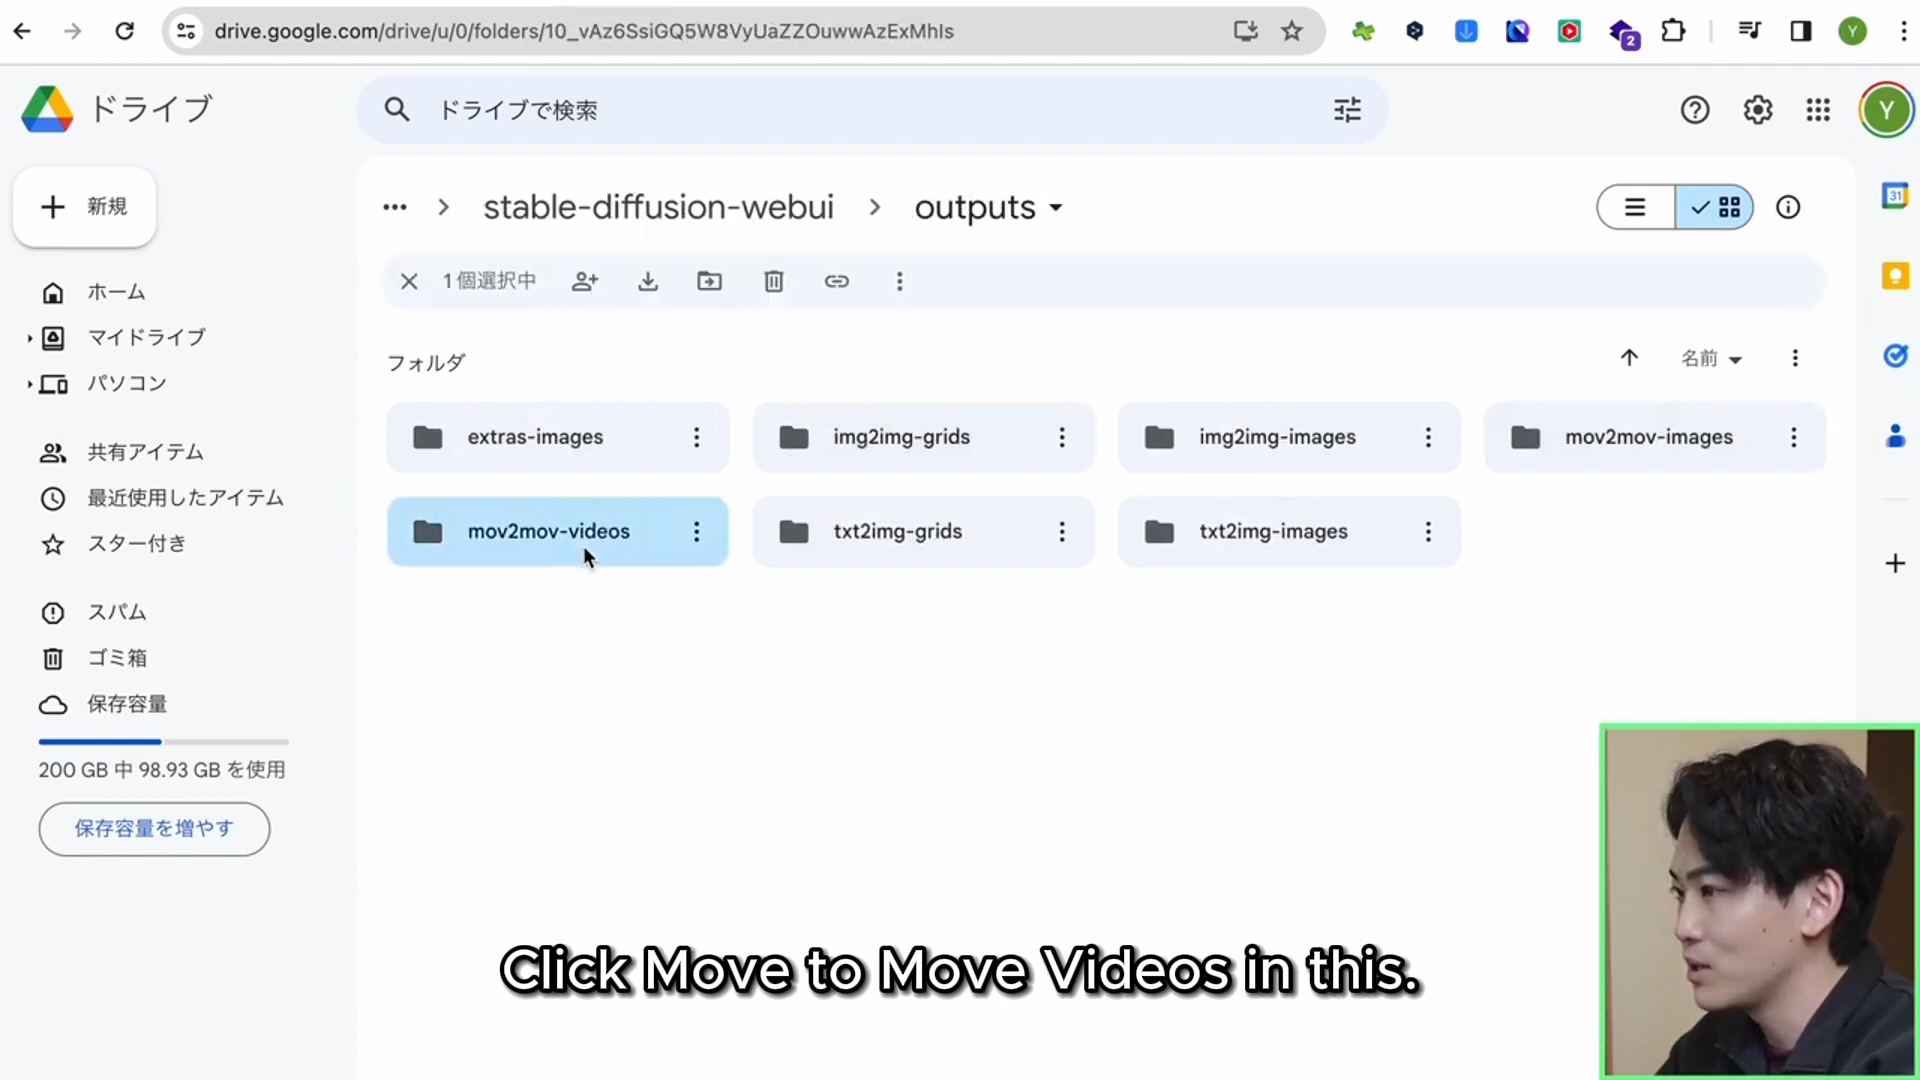 drive.google.com/drive/u/0/folders/10_vAz6SsiGQ5W8VyUaZZOuwwAzExMhIs
2
Y
ドライブ
ドライブで検索
Y
新規
stable-diffusion-webui
outputs
31
1 個選択中
ホーム
マイドライブ
パソコン
フォルダ
名前
extras-images
img2img-grids
img2img-images
mov2mov-images
共有アイテム
最近使用したアイテム
スター付き
mov2mov-videos
txt2img-grids
txt2img-images
スパム
ゴミ箱
保存容量
200 GB 中 98.93 GB を使用
保存容量を増やす
Click Move to Move Videos in this.